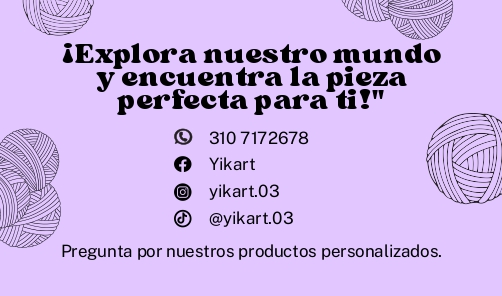 ¡Explora nuestro mundo
y encuentra la pieza
perfecta para ti!"
310 7172678
Yikart
yikart.03
@yikart.03
Pregunta por nuestros productos personalizados.